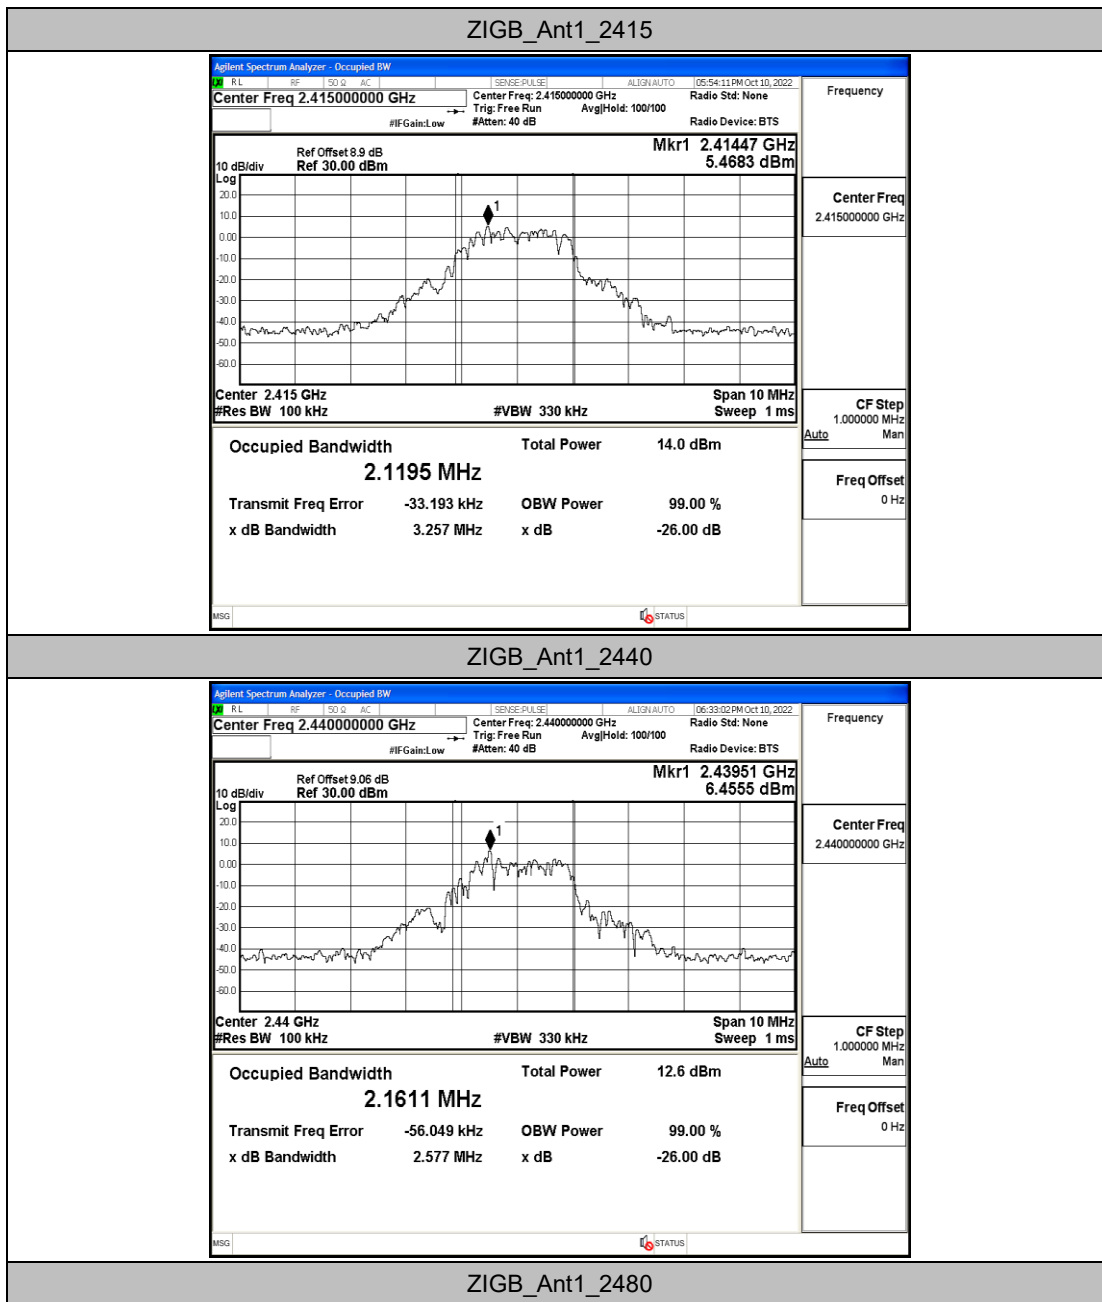 ZIGB_Ant1_2415
Agilent Spectrum Analyzer - Occupied BW
RL RF 50 Ω AC SENSE:PULSE ALIGN AUTO 05:54:11 PM Oct 10, 2022
Center Freq 2.415000000 GHz Center Freq: 2.415000000 GHz Radio Std: None Frequency
Trig: Free Run Avg|Hold: 100/100
#IFGain:Low #Atten: 40 dB Radio Device: BTS
Mkr1 2.41447 GHz
Ref Offset 8.9 dB 5.4683 dBm
10 dB/div Ref 30.00 dBm
Log
20.0
10.0
0.00
-10.0
-20.0
-30.0
-40.0
-50.0
-60.0
1
Center Freq
2.415000000 GHz
Center 2.415 GHz Span 10 MHz
#Res BW 100 kHz #VBW 330 kHz Sweep 1 ms
CF Step
1.000000 MHz
Auto Man
Occupied Bandwidth Total Power 14.0 dBm
2.1195 MHz
Freq Offset
0 Hz
Transmit Freq Error -33.193 kHz OBW Power 99.00 %
x dB Bandwidth 3.257 MHz x dB -26.00 dB
MSG STATUS
ZIGB_Ant1_2440
Agilent Spectrum Analyzer - Occupied BW
RL RF 50 Ω AC SENSE:PULSE ALIGN AUTO 06:33:02 PM Oct 10, 2022
Center Freq 2.440000000 GHz Center Freq: 2.440000000 GHz Radio Std: None Frequency
Trig: Free Run Avg|Hold: 100/100
#IFGain:Low #Atten: 40 dB Radio Device: BTS
Mkr1 2.43951 GHz
Ref Offset 9.06 dB 6.4555 dBm
10 dB/div Ref 30.00 dBm
Log
20.0
10.0
0.00
-10.0
-20.0
-30.0
-40.0
-50.0
-60.0
1
Center Freq
2.440000000 GHz
Center 2.44 GHz Span 10 MHz
#Res BW 100 kHz #VBW 330 kHz Sweep 1 ms
CF Step
1.000000 MHz
Auto Man
Occupied Bandwidth Total Power 12.6 dBm
2.1611 MHz
Freq Offset
0 Hz
Transmit Freq Error -56.049 kHz OBW Power 99.00 %
x dB Bandwidth 2.577 MHz x dB -26.00 dB
MSG STATUS
ZIGB_Ant1_2480